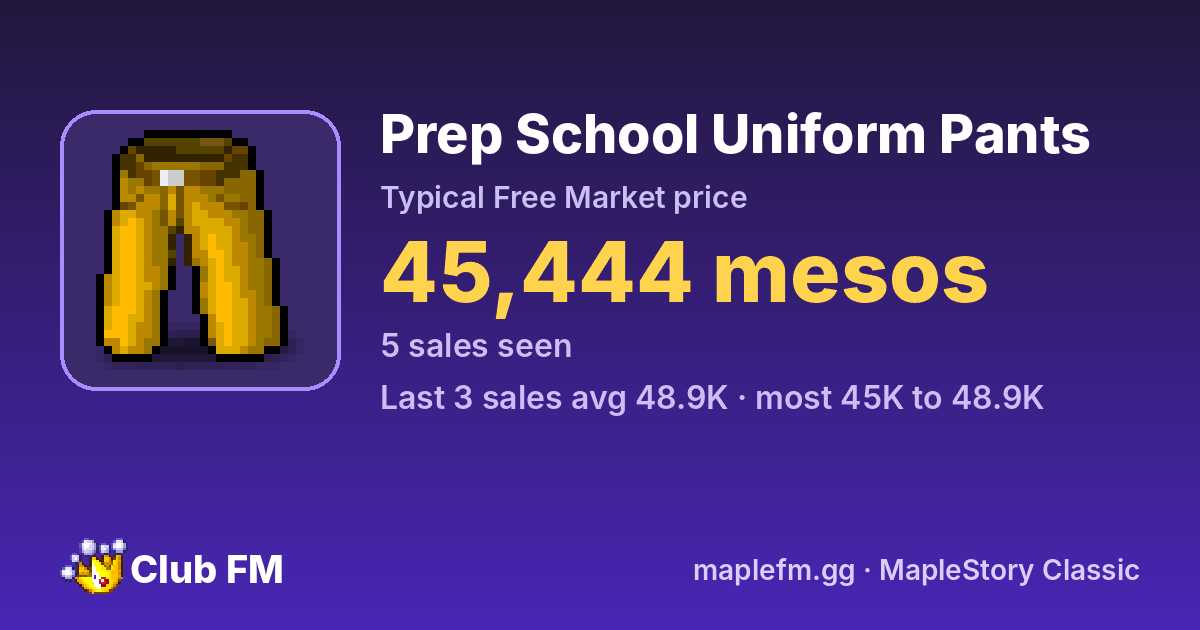 Prep School Uniform Pants
Typical Free Market price
45,444 mesos
5 sales seen
Last 3 sales avg 48.9K · most 45K to 48.9K
Club FM
maplefm.gg · MapleStory Classic